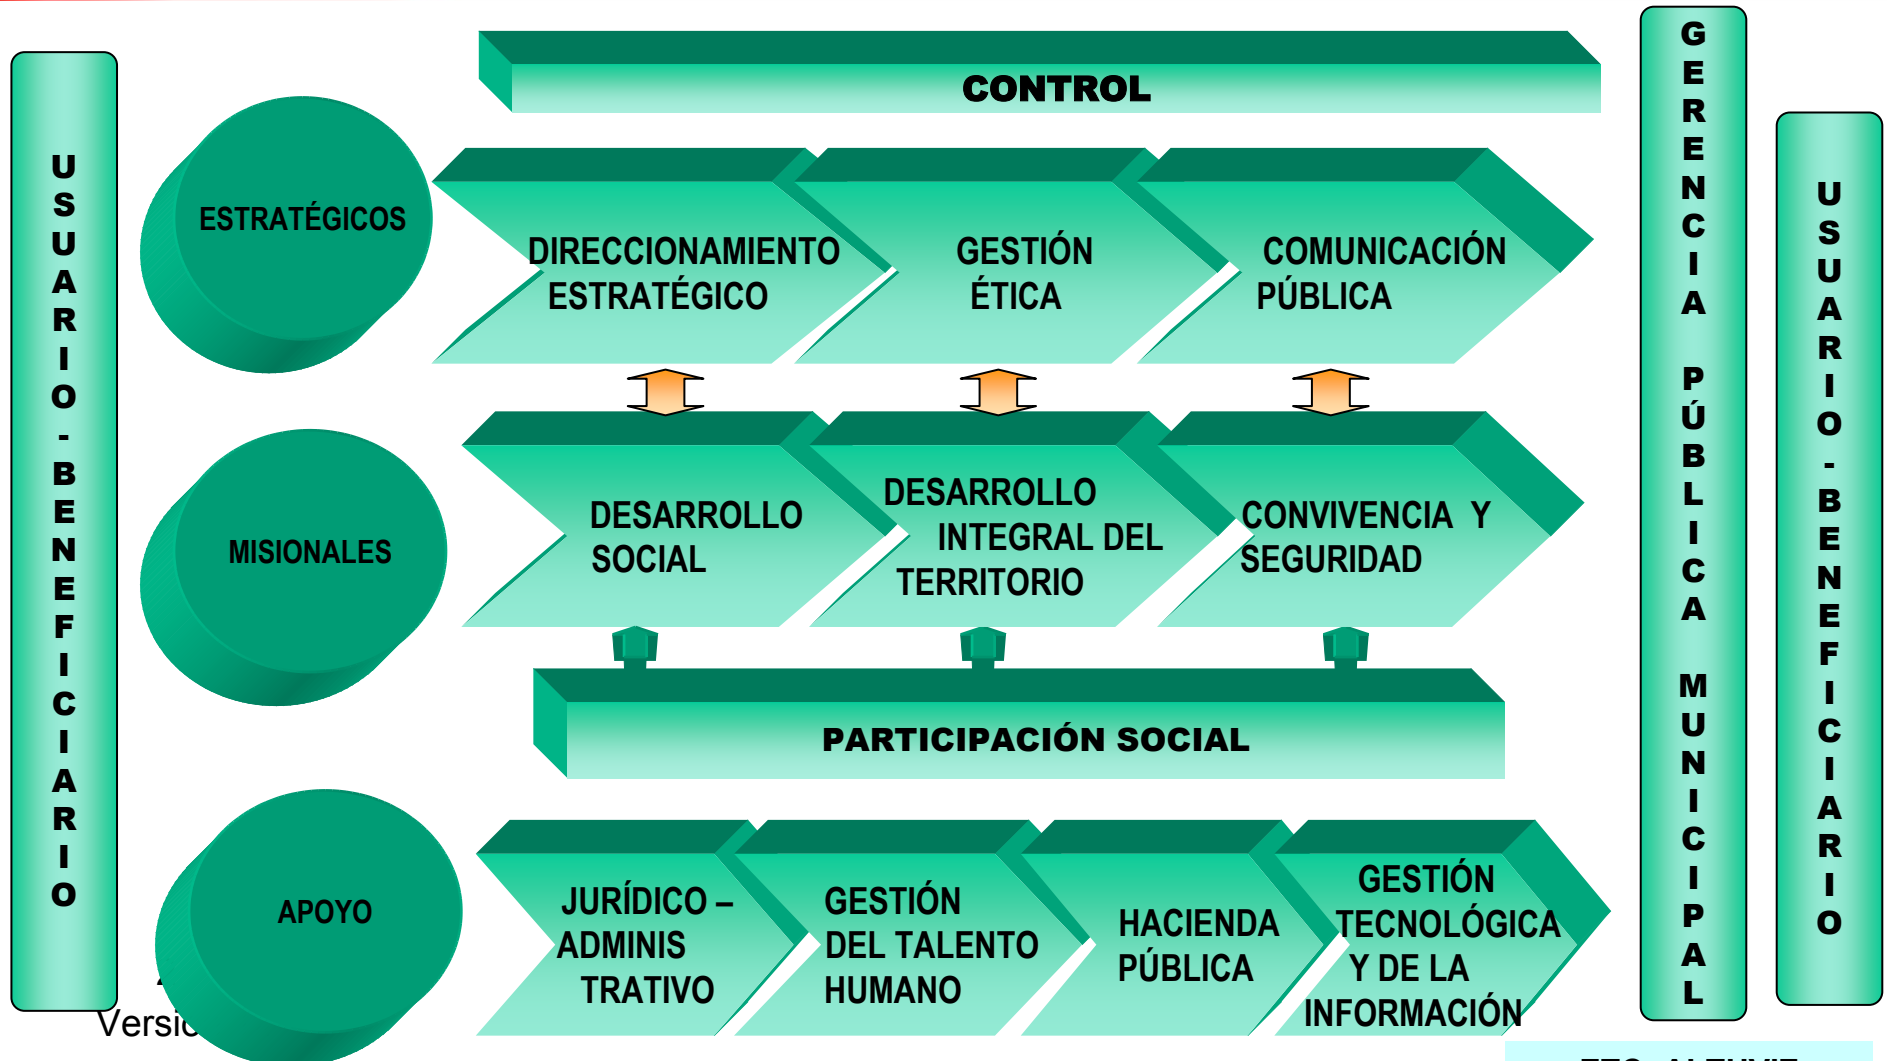 CONTROL
USUARIO-BENEFICIARIO
ESTRATÉGICOS
DIRECCIONAMIENTO
ESTRATÉGICO
GESTIÓN
ÉTICA
COMUNICACIÓN
PÚBLICA
MISIONALES
DESARROLLO
SOCIAL
DESARROLLO
INTEGRAL DEL
TERRITORIO
CONVIVENCIA Y
SEGURIDAD
PARTICIPACIÓN SOCIAL
APOYO
JURÍDICO –
ADMINIS
TRATIVO
GESTIÓN
DEL TALENTO
HUMANO
HACIENDA
PÚBLICA
GESTIÓN
TECNOLÓGICA
Y DE LA
INFORMACIÓN
GERENCIA PÚBLICA MUNICIPAL
USUARIO-BENEFICIARIO